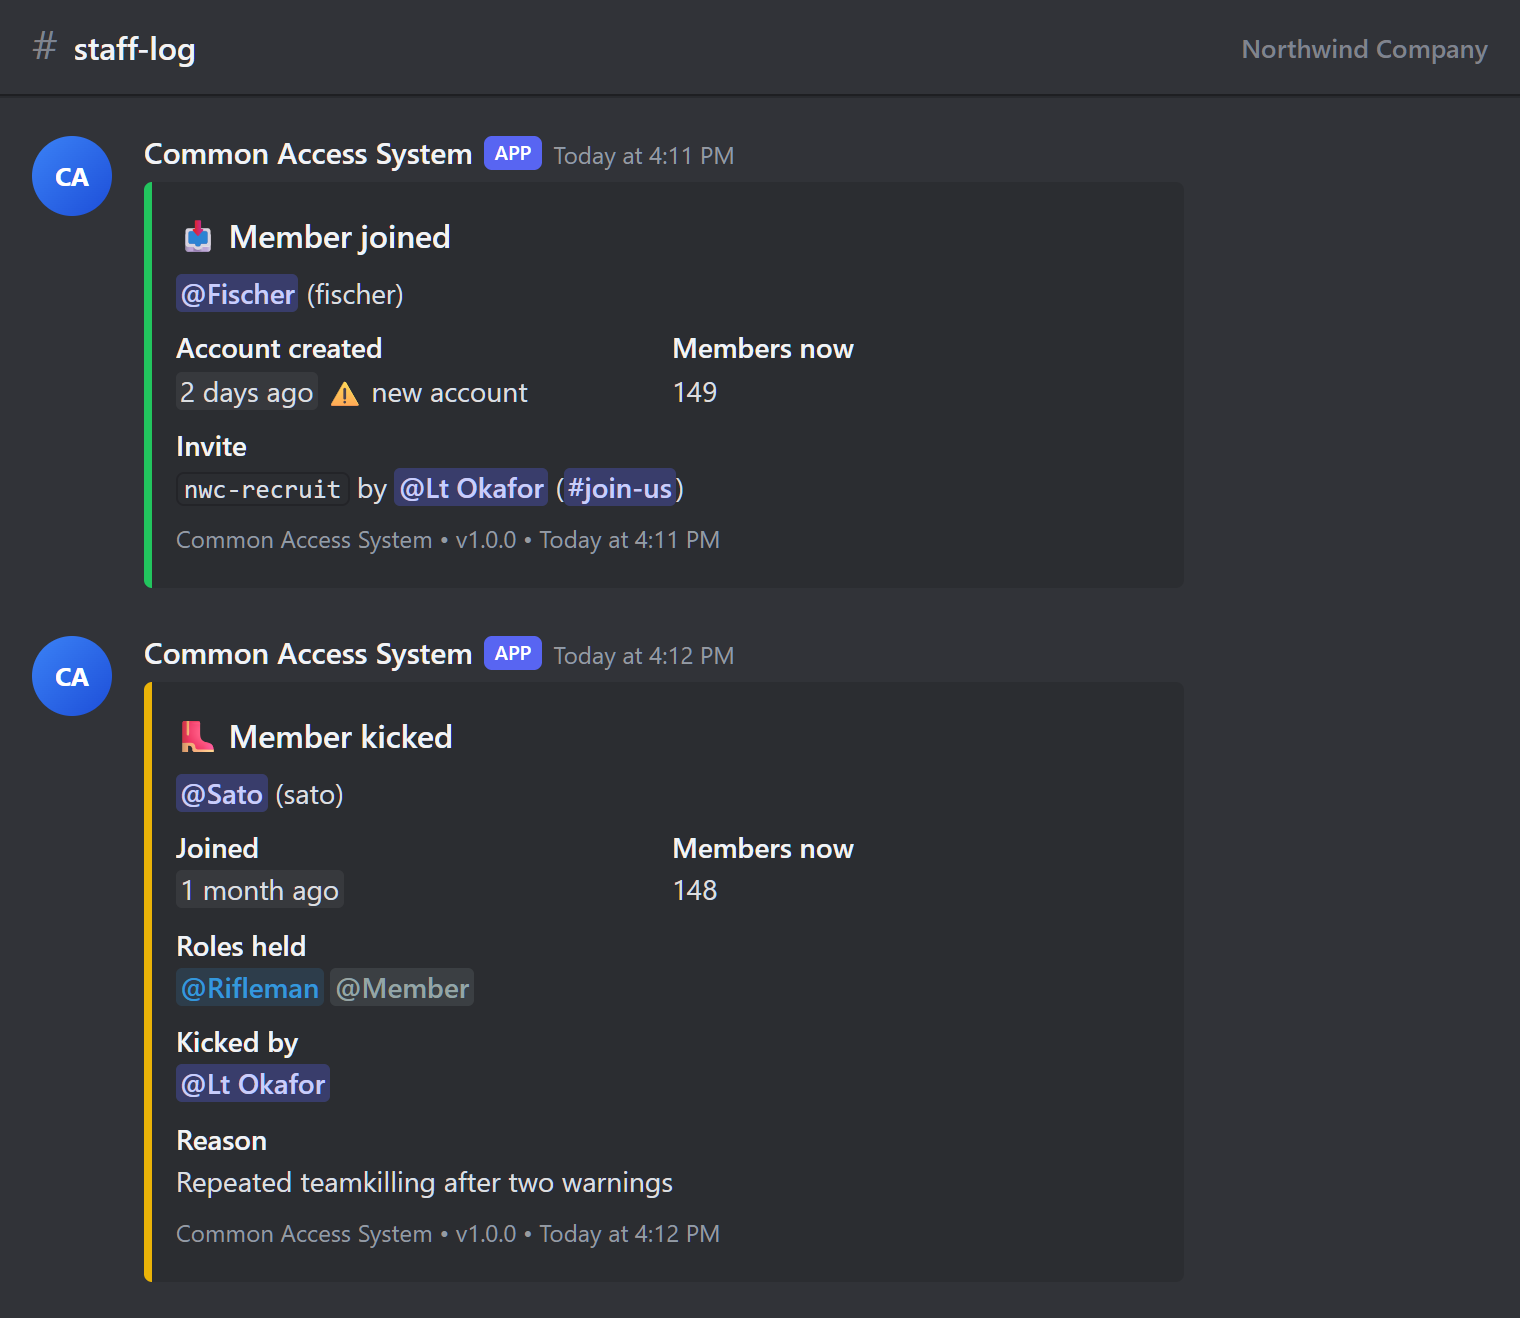 # staff-log
Northwind Company
CA
Common Access System APP Today at 4:11 PM
Member joined
@Fischer (fischer)
Account created
Members now
2 days ago ⚠️ new account
149
Invite
nwc-recruit by @Lt Okafor (#join-us)
Common Access System • v1.0.0 • Today at 4:11 PM
CA
Common Access System APP Today at 4:12 PM
Member kicked
@Sato (sato)
Joined
Members now
1 month ago
148
Roles held
@Rifleman @Member
Kicked by
@Lt Okafor
Reason
Repeated teamkilling after two warnings
Common Access System • v1.0.0 • Today at 4:12 PM